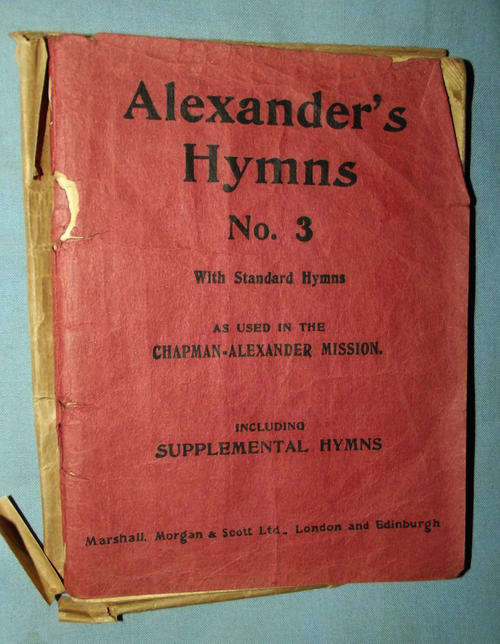 Alexander's
Hymns
No. 3
With Standard Hymns
AS USED IN THE
CHAPMAN-ALEXANDER MISSION.
INCLUDING
SUPPLEMENTAL HYMNS
Marshall, Morgan & Scott Ltd., London and Edinburgh